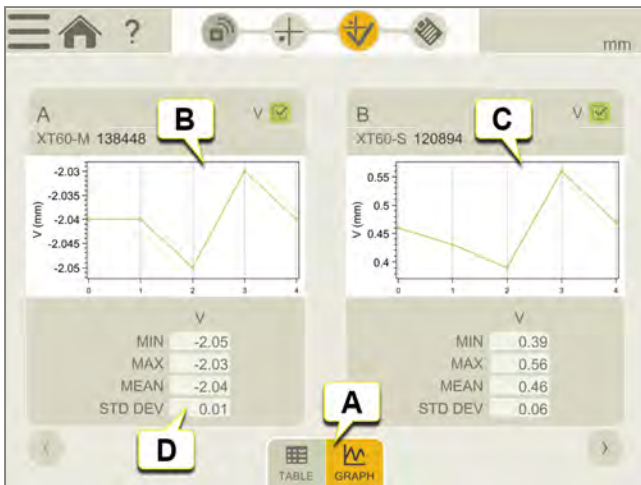 ?
mm
A
V
XT60-M 138448
B
B
V
XT60-S 120894
C
-2.03
-2.035
-2.04
-2.045
-2.05
V (mm)
0 1 2 3 4
0.55
0.5
0.45
0.4
V (mm)
0 1 2 3 4
V
MIN -2.05
MAX -2.03
MEAN -2.04
STD DEV 0.01
D
V
MIN 0.39
MAX 0.56
MEAN 0.46
STD DEV 0.06
A
TABLE GRAPH